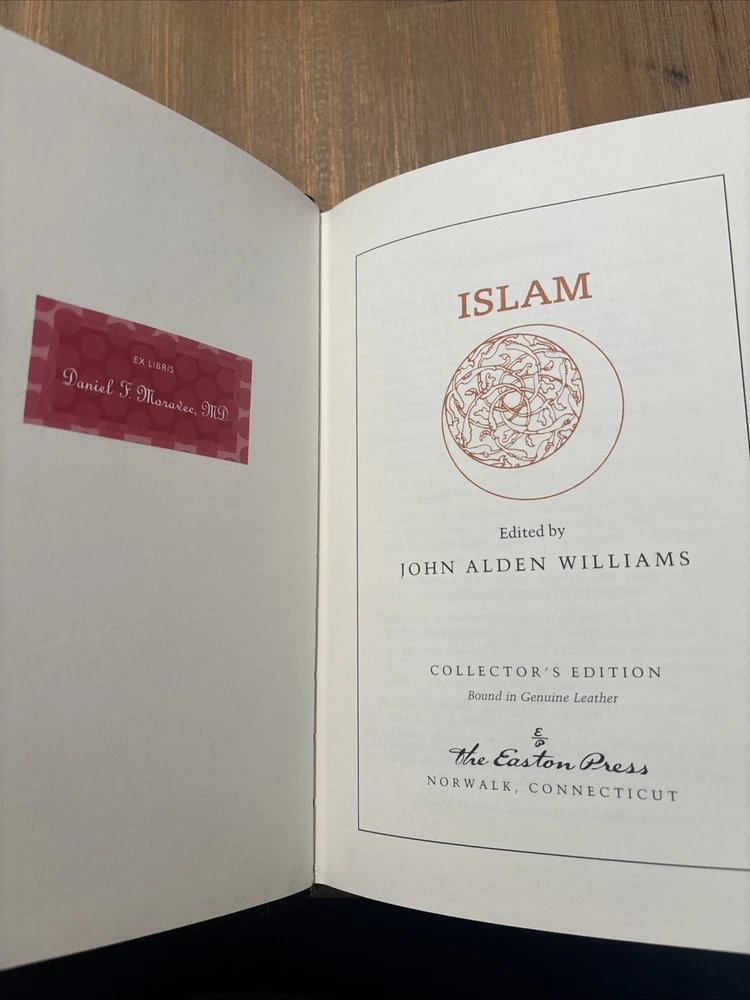 EX LIBRIS
Daniel F. Moravec, MD
ISLAM
Edited by
JOHN ALDEN WILLIAMS
COLLECTOR'S EDITION
Bound in Genuine Leather
E
P
the Easton Press
NORWALK, CONNECTICUT